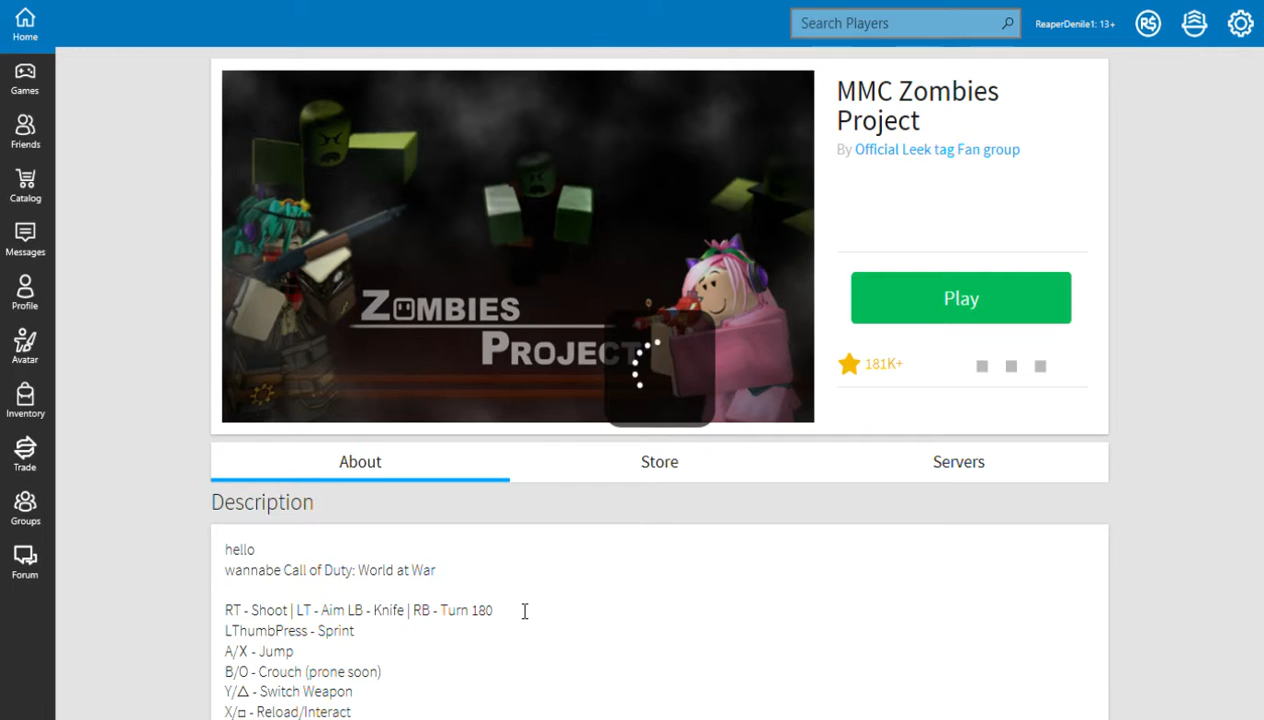 Home
Search Players
ReaperDenile1: 13+
R$
Games
Friends
Catalog
Messages
Profile
Avatar
Inventory
Trade
Groups
Forum
ZOMBIES
PROJECT
MMC Zombies
Project
By Official Leek tag Fan group
Play
181K+
About
Store
Servers
Description
hello
wannabe Call of Duty: World at War
RT - Shoot | LT - Aim LB - Knife | RB - Turn 180
LThumbPress - Sprint
A/X - Jump
B/O - Crouch (prone soon)
Y/△ - Switch Weapon
X/□ - Reload/Interact